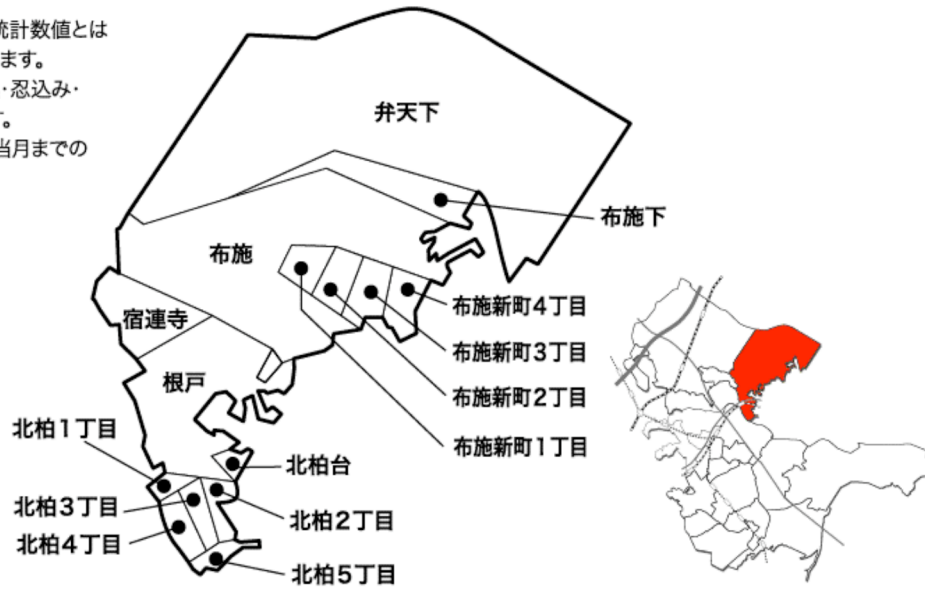 統計数値とは
ます。
・忍込み・
す。
当月までの
弁天下
布施下
布施
布施新町4丁目
宿連寺
布施新町3丁目
根戸
布施新町2丁目
北柏1丁目
布施新町1丁目
北柏台
北柏3丁目
北柏2丁目
北柏4丁目
北柏5丁目